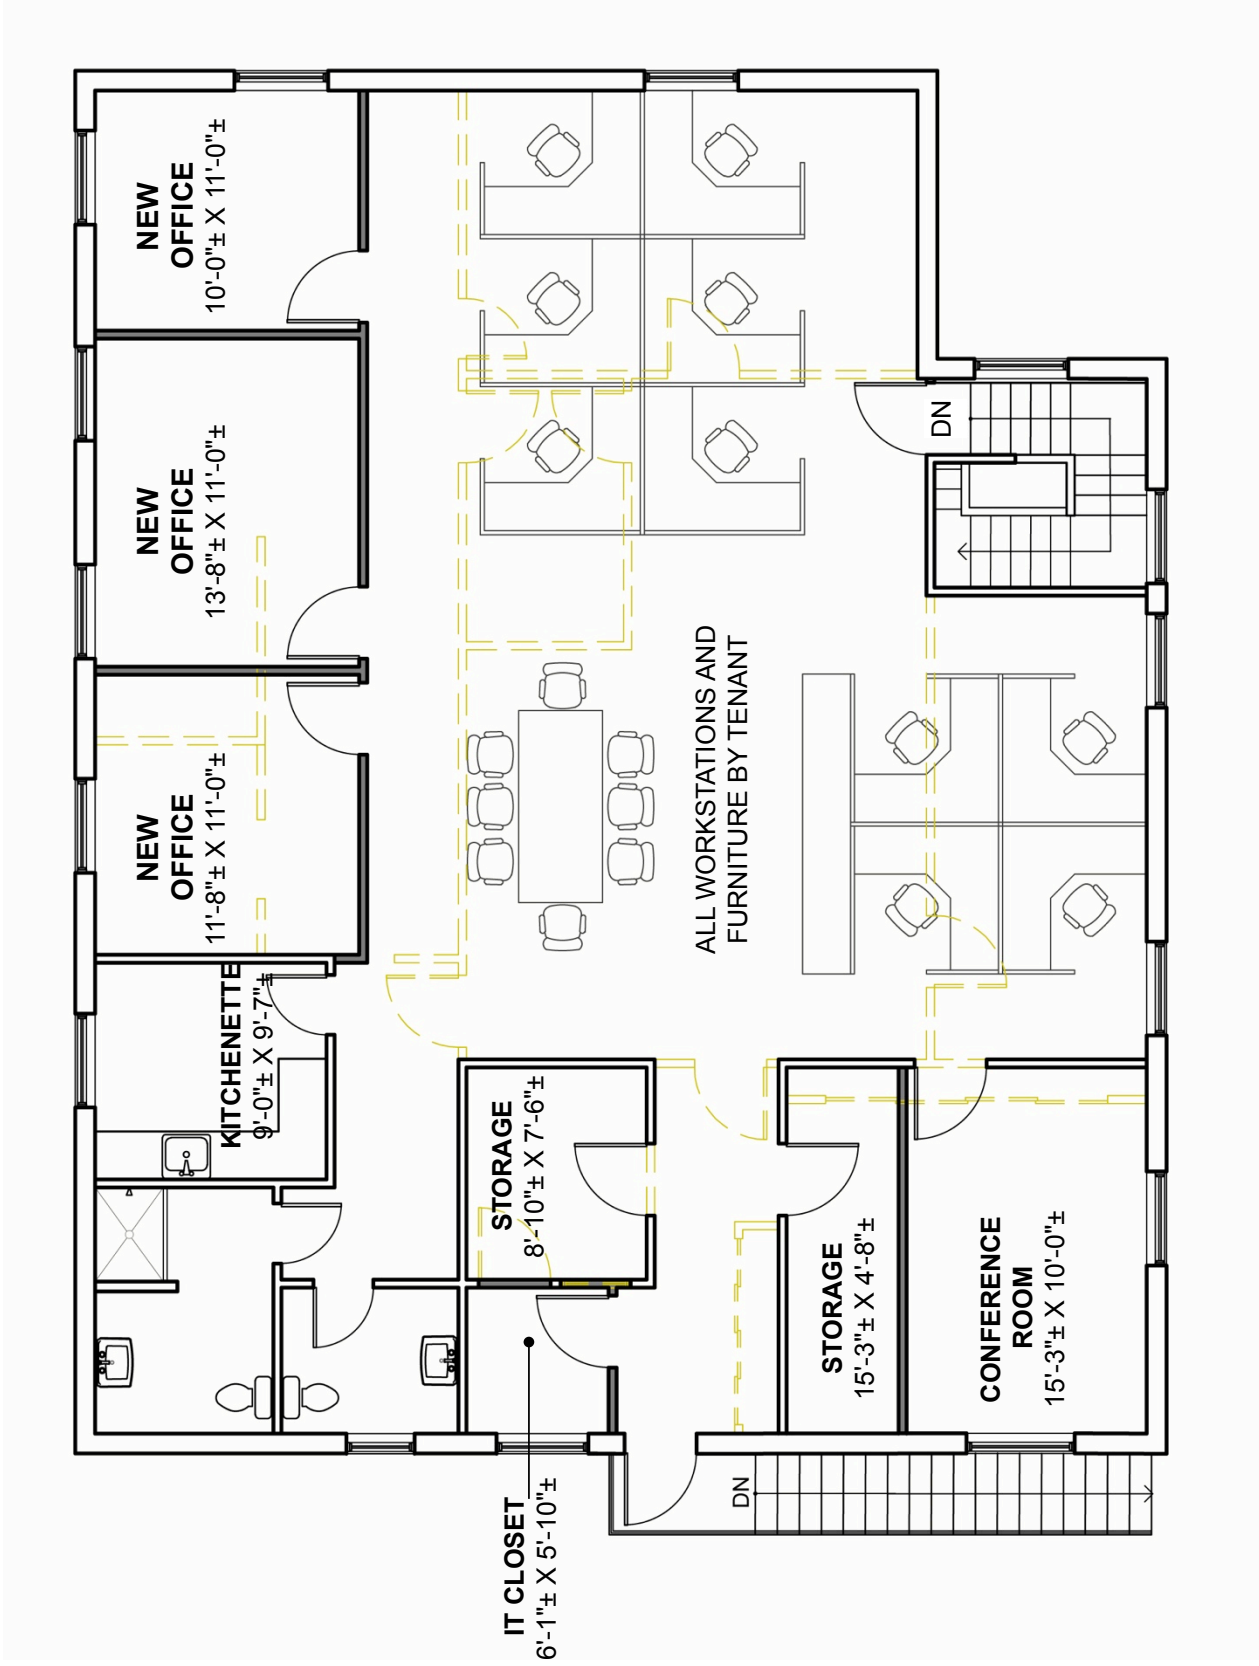 NEW
OFFICE
10'-0"± X 11'-0"±
NEW
OFFICE
13'-8"± X 11'-0"±
NEW
OFFICE
11'-8"± X 11'-0"±
KITCHENETTE
9'-0"± X 9'-7"±
STORAGE
8'-10"± X 7'-6"±
IT CLOSET
6'-1"± X 5'-10"±
ALL WORKSTATIONS AND
FURNITURE BY TENANT
DN
STORAGE
15'-3"± X 4'-8"±
CONFERENCE
ROOM
15'-3"± X 10'-0"±
DN